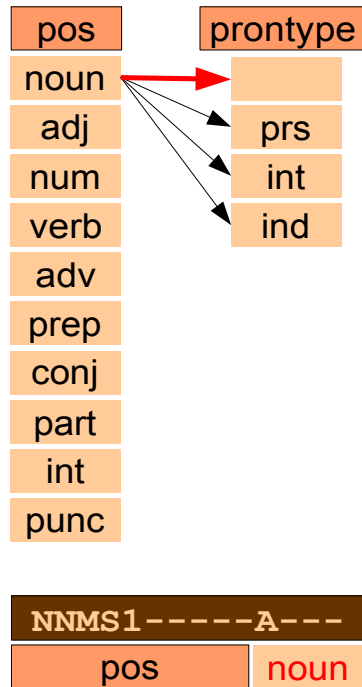 pos prontype
noun
adj prs
num int
verb ind
adv
prep
conj
part
int
punc
NNMS1-----A----
pos noun